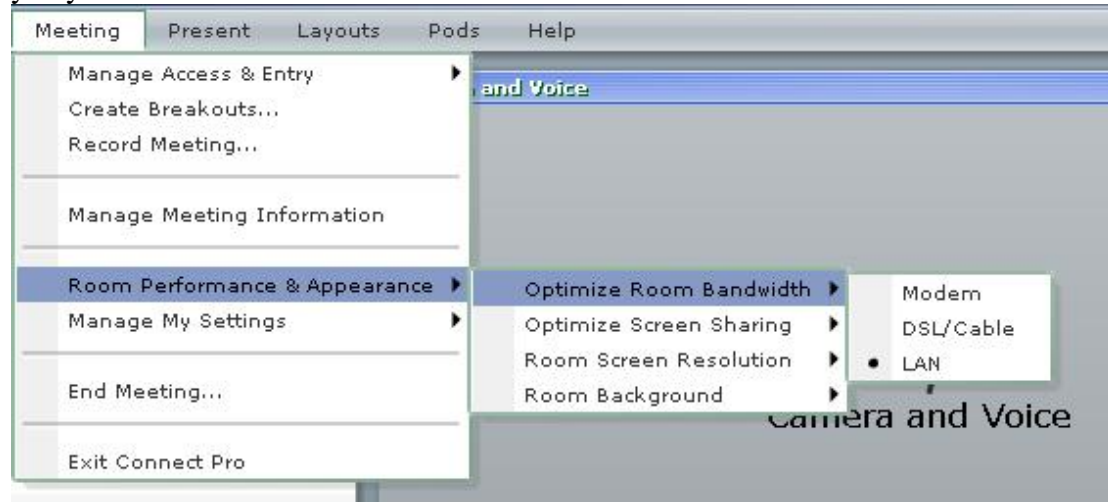 Meeting Present Layouts Pods Help
and Voice
Manage Access & Entry
Create Breakouts...
Record Meeting...
Manage Meeting Information
Room Performance & Appearance
Manage My Settings
End Meeting...
Exit Connect Pro
Optimize Room Bandwidth
Optimize Screen Sharing
Room Screen Resolution
Room Background
Modem
DSL/Cable
LAN
Camera and Voice